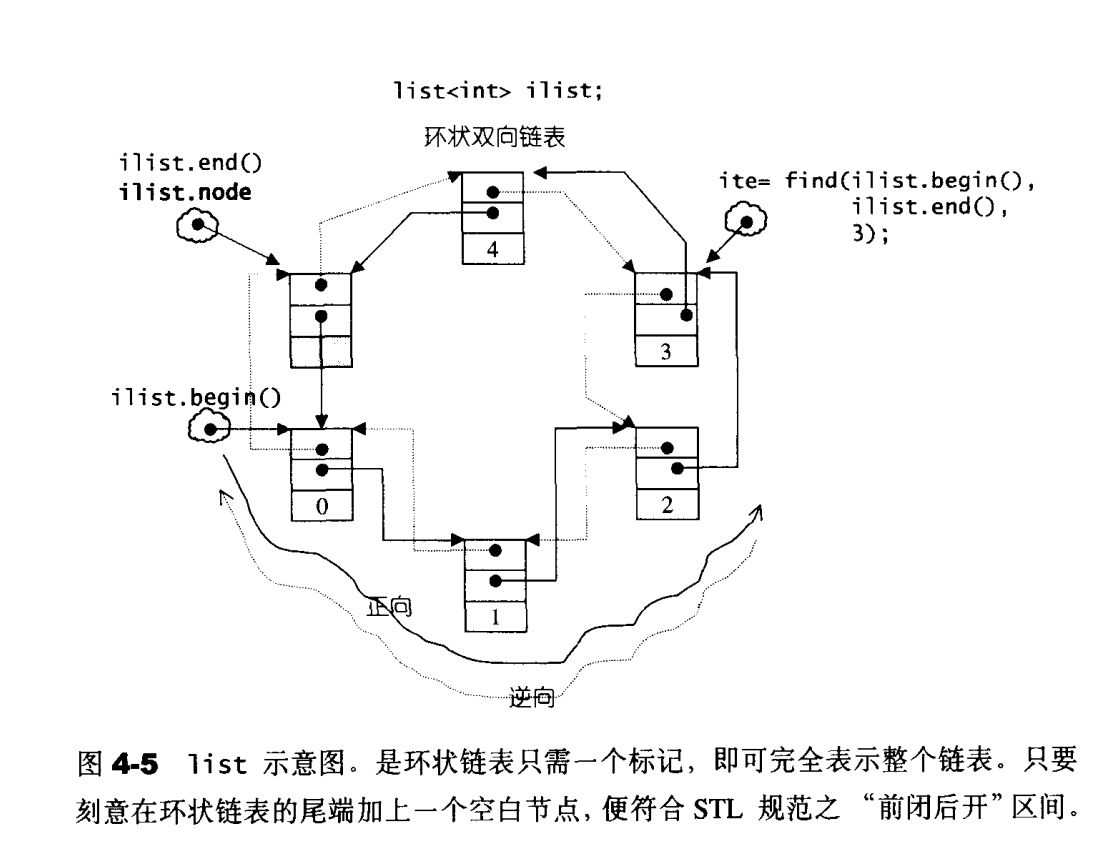 list<int> ilist;
环状双向链表
ilist.end()
ilist.node
ite= find(ilist.begin(),
ilist.end(),
3);
4
3
ilist.begin()
0
2
1
正向
逆向
图 4-5 list 示意图。是环状链表只需一个标记，即可完全表示整个链表。只要
刻意在环状链表的尾端加上一个空白节点，便符合 STL 规范之 “前闭后开”区间。